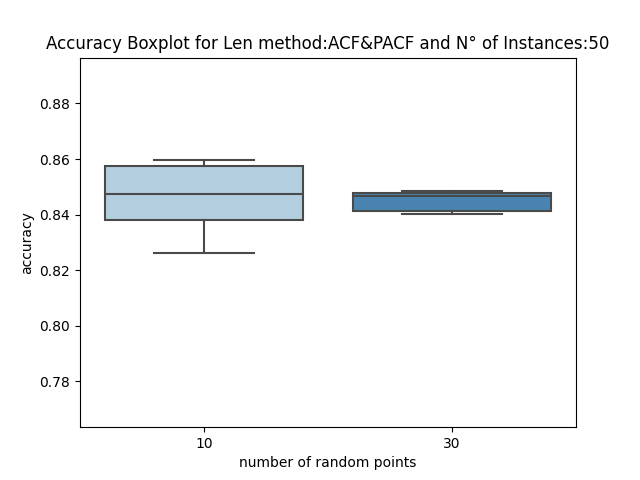 Accuracy Boxplot for Len method:ACF&PACF and N° of Instances:50
0.88
0.86
0.84
0.82
0.80
0.78
accuracy
10 30
number of random points